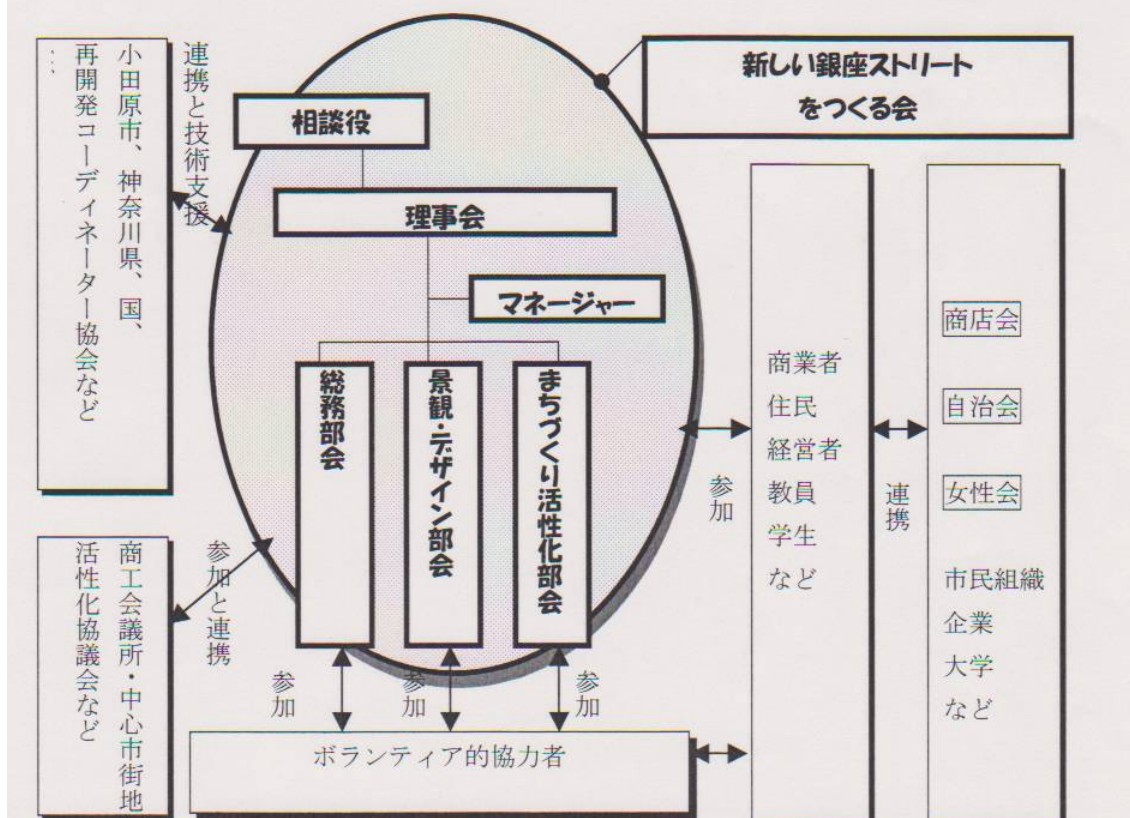 新しい銀座ストリート
をつくる会
相談役
理事会
マネージャー
総務部会
景観・デザイン部会
まちづくり活性化部会
連携と技術支援
小田原市、神奈川県、国、
再開発コーディネーター協会など
…
参加と連携
商工会議所・中心市街地
活性化協議会など
参加
参加
参加
ボランティア的協力者
参加
商業者
住民
経営者
教員
学生
など
連携
商店会
自治会
女性会
市民組織
企業
大学
など